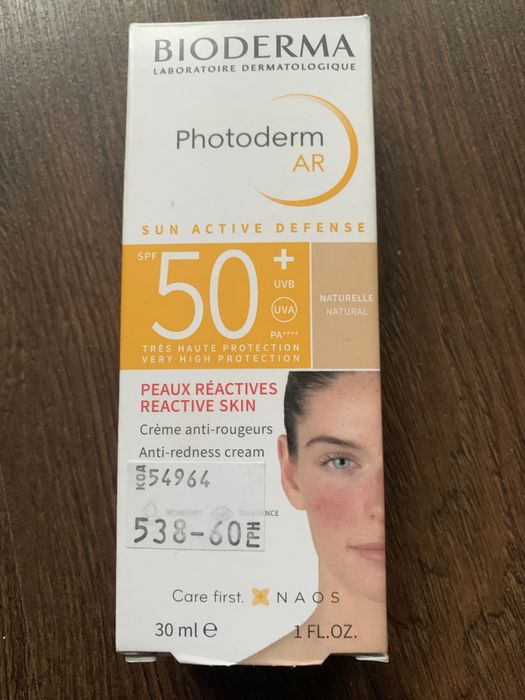 BIODERMA
LABORATOIRE DERMATOLOGIQUE
Photoderm
AR
SUN ACTIVE DEFENSE
SPF
50+
UVB
UVA
PA++++
TRÈS HAUTE PROTECTION
VERY HIGH PROTECTION
NATURELLE
NATURAL
PEAUX RÉACTIVES
REACTIVE SKIN
Crème anti-rougeurs
Anti-redness cream
КОД 54964
538-60 ГРН
Care first. NAOS
30 ml e
1 FL.OZ.